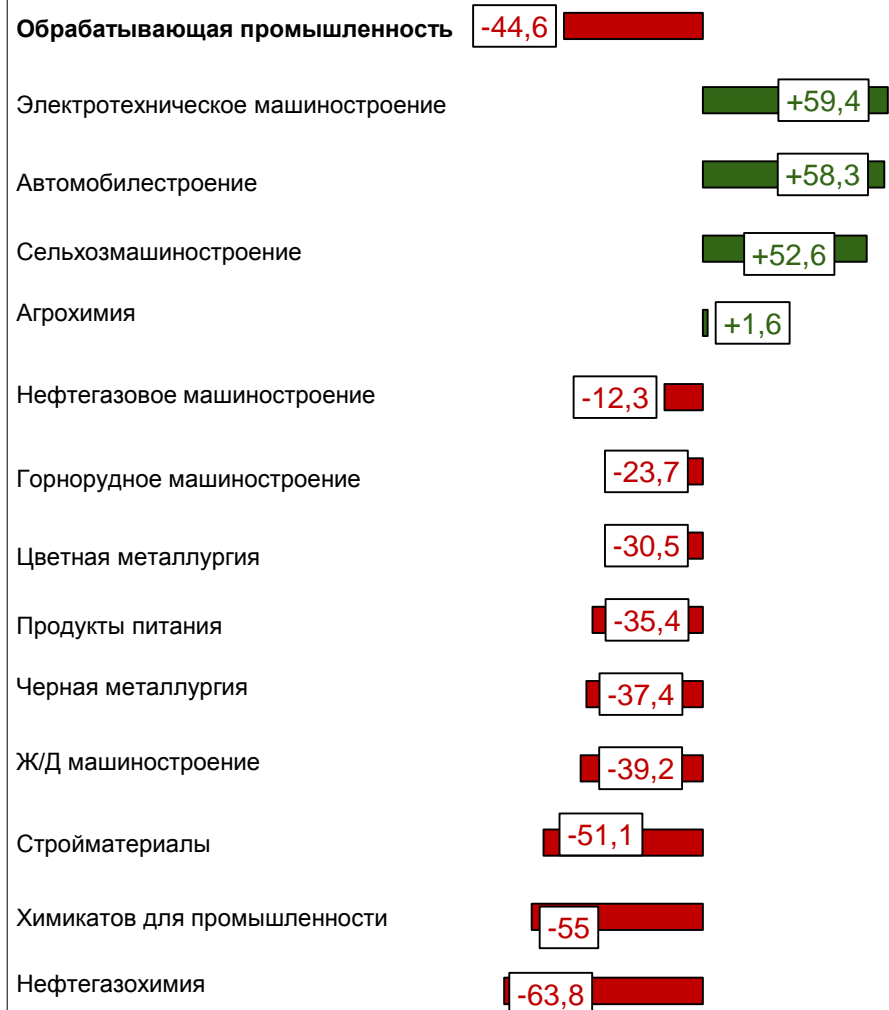 Обрабатывающая промышленность -44,6
Электротехническое машиностроение +59,4
Автомобилестроение +58,3
Сельхозмашиностроение +52,6
Агрохимия +1,6
Нефтегазовое машиностроение -12,3
Горнорудное машиностроение -23,7
Цветная металлургия -30,5
Продукты питания -35,4
Черная металлургия -37,4
Ж/Д машиностроение -39,2
Стройматериалы -51,1
Химикатов для промышленности -55
Нефтегазохимия -63,8